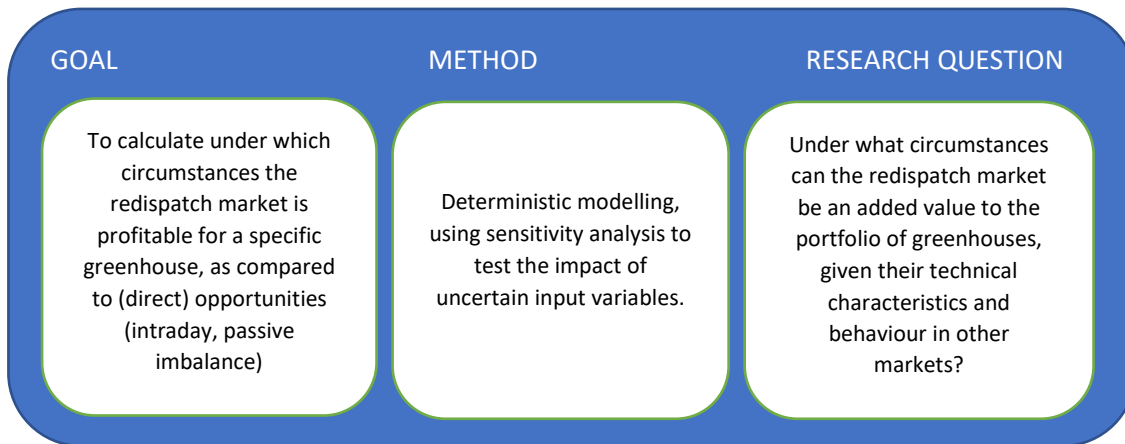 GOAL
To calculate under which
circumstances the
redispatch market is
profitable for a specific
greenhouse, as compared
to (direct) opportunities
(intraday, passive
imbalance)
METHOD
Deterministic modelling,
using sensitivity analysis to
test the impact of
uncertain input variables.
RESEARCH QUESTION
Under what circumstances
can the redispatch market
be an added value to the
portfolio of greenhouses,
given their technical
characteristics and
behaviour in other
markets?